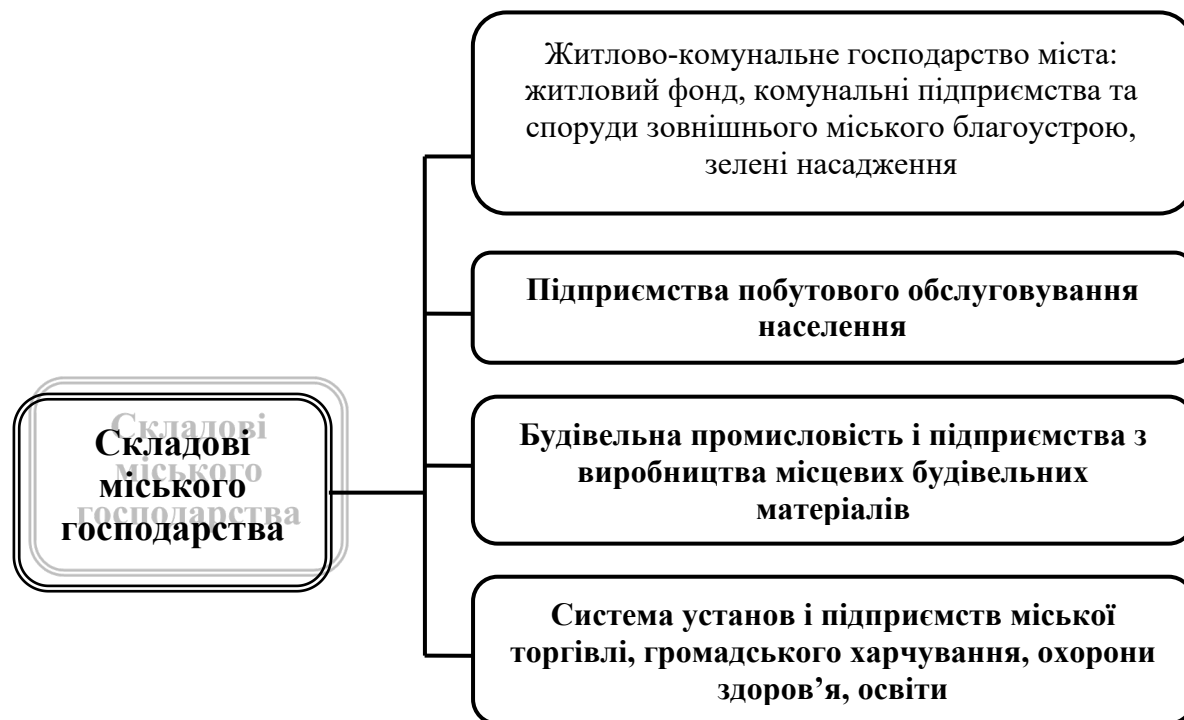 Житлово-комунальне господарство міста:
житловий фонд, комунальні підприємства та
споруди зовнішнього міського благоустрою,
зелені насадження
Підприємства побутового обслуговування
населення
Складові
міського
господарства
Будівельна промисловість і підприємства з
виробництва місцевих будівельних
матеріалів
Система установ і підприємств міської
торгівлі, громадського харчування, охорони
здоров’я, освіти